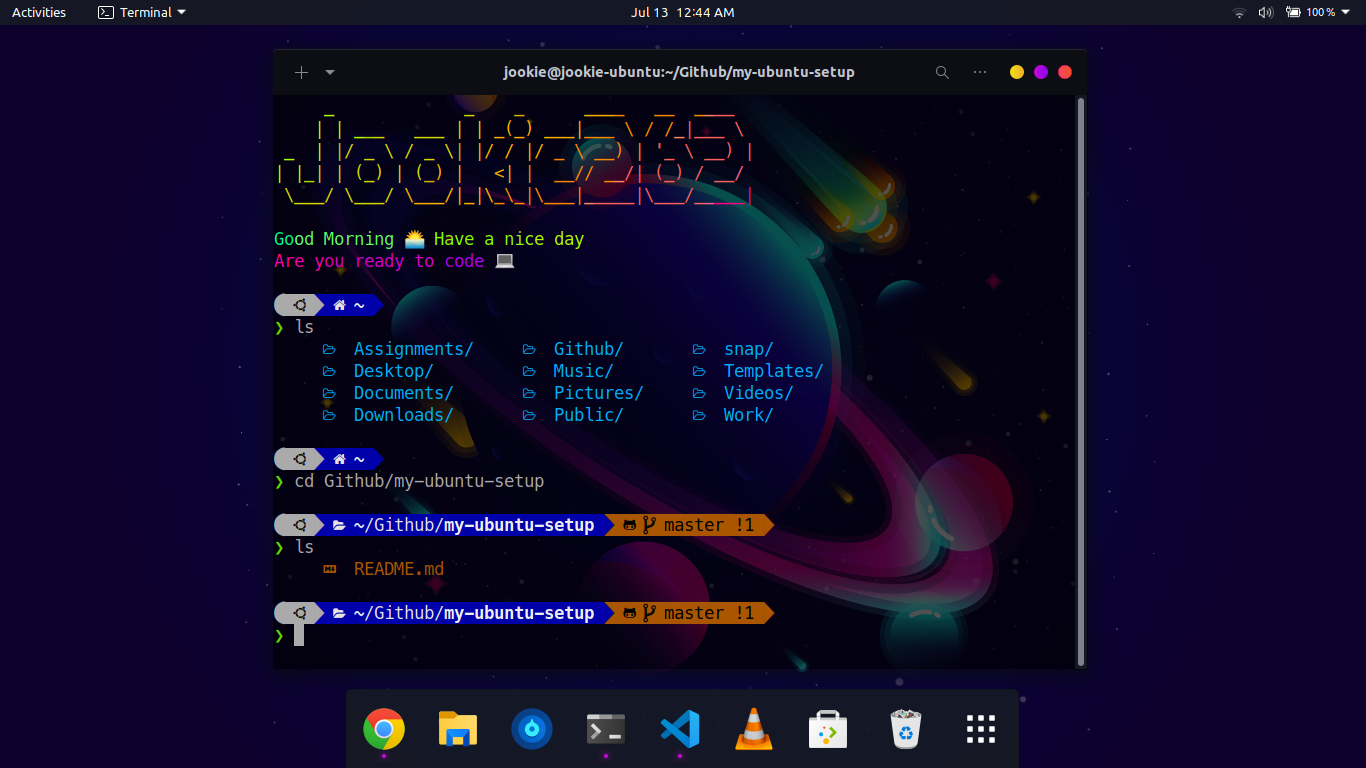 Activities Terminal Jul 13 12:44 AM 100 %
jookie@jookie-ubuntu:~/Github/my-ubuntu-setup
Jookie263
Good Morning 🌅 Have a nice day
Are you ready to code 💻
~
❯ ls
Assignments/ Github/ snap/
Desktop/ Music/ Templates/
Documents/ Pictures/ Videos/
Downloads/ Public/ Work/
~
❯ cd Github/my-ubuntu-setup
~/Github/my-ubuntu-setup master !1
❯ ls
README.md
~/Github/my-ubuntu-setup master !1
❯